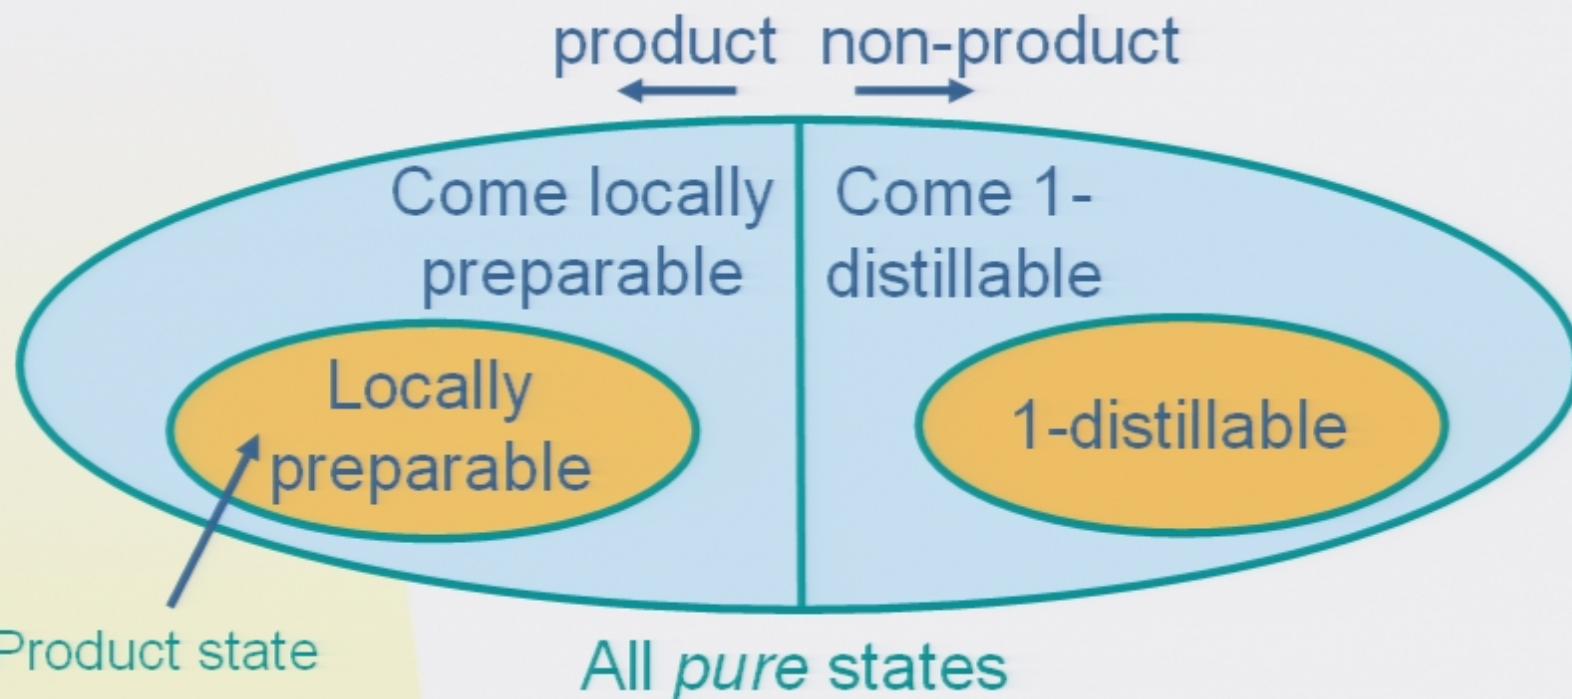 product non-product
Come locally
preparable
Come 1-
distillable
Locally
preparable
1-distillable
Product state
All pure states